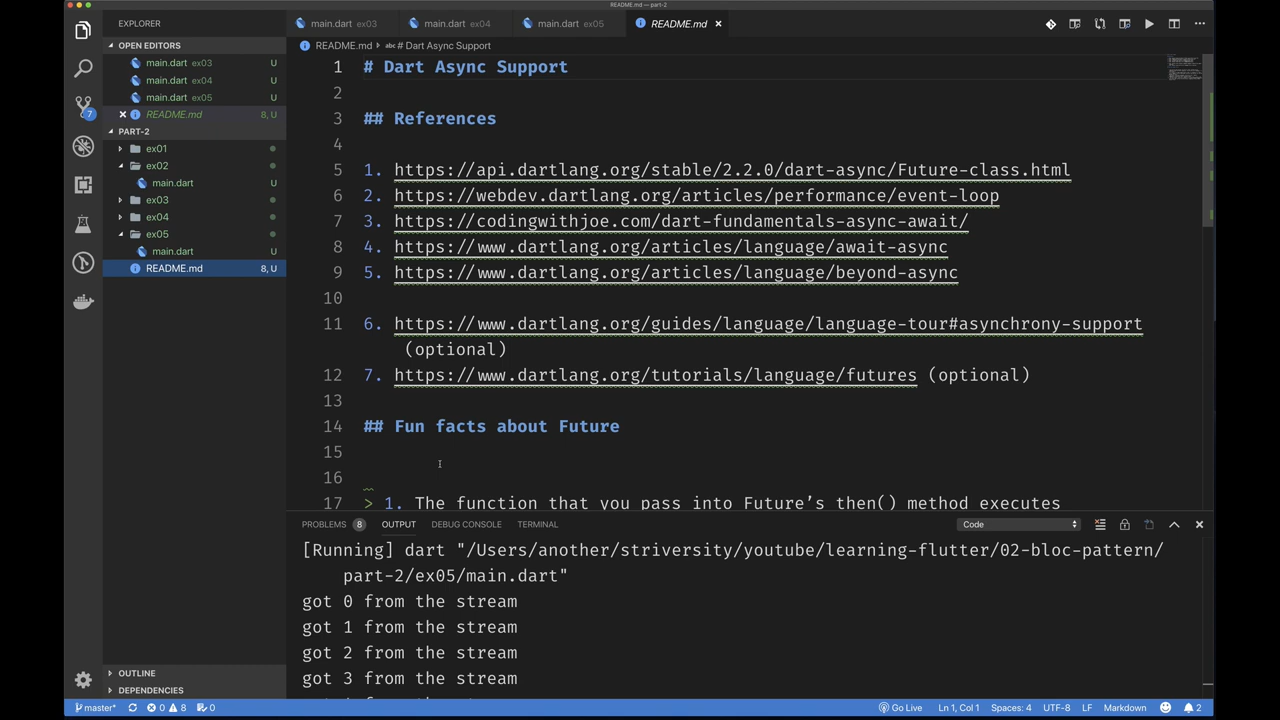 README.md — part-2
EXPLORER
main.dart ex03
main.dart ex04
main.dart ex05
README.md
OPEN EDITORS
README.md
# Dart Async Support
main.dart ex03 U
main.dart ex04 U
main.dart ex05 U
README.md 8, U
PART-2
ex01
ex02
main.dart U
ex03
ex04
ex05
main.dart U
README.md 8, U
7
OUTLINE
DEPENDENCIES
1 # Dart Async Support
2
3 ## References
4
5 1. https://api.dartlang.org/stable/2.2.0/dart-async/Future-class.html
6 2. https://webdev.dartlang.org/articles/performance/event-loop
7 3. https://codingwithjoe.com/dart-fundamentals-async-await/
8 4. https://www.dartlang.org/articles/language/await-async
9 5. https://www.dartlang.org/articles/language/beyond-async
10
11 6. https://www.dartlang.org/guides/language/language-tour#asynchrony-support
(optional)
12 7. https://www.dartlang.org/tutorials/language/futures (optional)
13
14 ## Fun facts about Future
15
16
17 > 1. The function that you pass into Future’s then() method executes
PROBLEMS 8 OUTPUT DEBUG CONSOLE TERMINAL
Code
[Running] dart "/Users/another/striversity/youtube/learning-flutter/02-bloc-pattern/
part-2/ex05/main.dart"
got 0 from the stream
got 1 from the stream
got 2 from the stream
got 3 from the stream
master* 0 8 0
Go Live Ln 1, Col 1 Spaces: 4 UTF-8 LF Markdown 2